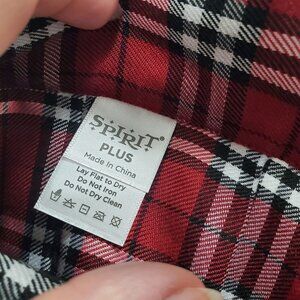 SPIRIT
PLUS
Made in China
Lay Flat to Dry
Do Not Iron
Do Not Dry Clean